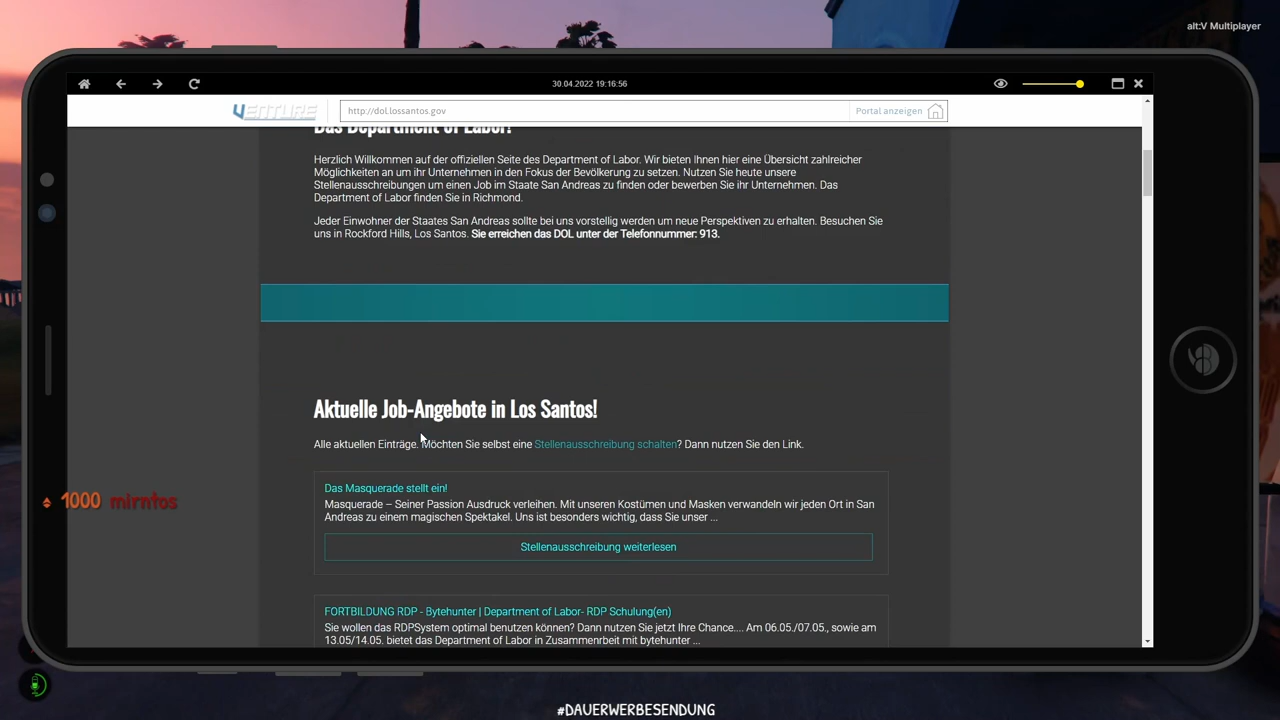 alt:V Multiplayer
30.04.2022 19:16:56
VENTURE
http://dol.lossantos.gov
Portal anzeigen
Das Department of Labor!
Herzlich Willkommen auf der offiziellen Seite des Department of Labor. Wir bieten Ihnen hier eine Übersicht zahlreicher
Möglichkeiten an um ihr Unternehmen in den Fokus der Bevölkerung zu setzen. Nutzen Sie heute unsere
Stellenausschreibungen um einen Job im Staate San Andreas zu finden oder bewerben Sie ihr Unternehmen. Das
Department of Labor finden Sie in Richmond.
Jeder Einwohner der Staates San Andreas sollte bei uns vorstellig werden um neue Perspektiven zu erhalten. Besuchen Sie
uns in Rockford Hills, Los Santos. Sie erreichen das DOL unter der Telefonnummer: 913.
Aktuelle Job-Angebote in Los Santos!
Alle aktuellen Einträge. Möchten Sie selbst eine Stellenausschreibung schalten? Dann nutzen Sie den Link.
Das Masquerade stellt ein!
Masquerade – Seiner Passion Ausdruck verleihen. Mit unseren Kostümen und Masken verwandeln wir jeden Ort in San
Andreas zu einem magischen Spektakel. Uns ist besonders wichtig, dass Sie unser ...
Stellenausschreibung weiterlesen
1000 mirntos
FORTBILDUNG RDP - Bytehunter | Department of Labor- RDP Schulung(en)
Sie wollen das RDPSystem optimal benutzen können? Dann nutzen Sie jetzt Ihre Chance.... Am 06.05./07.05., sowie am
13.05/14.05. bietet das Department of Labor in Zusammenrbeit mit bytehunter ...
#DAUERWERBESENDUNG